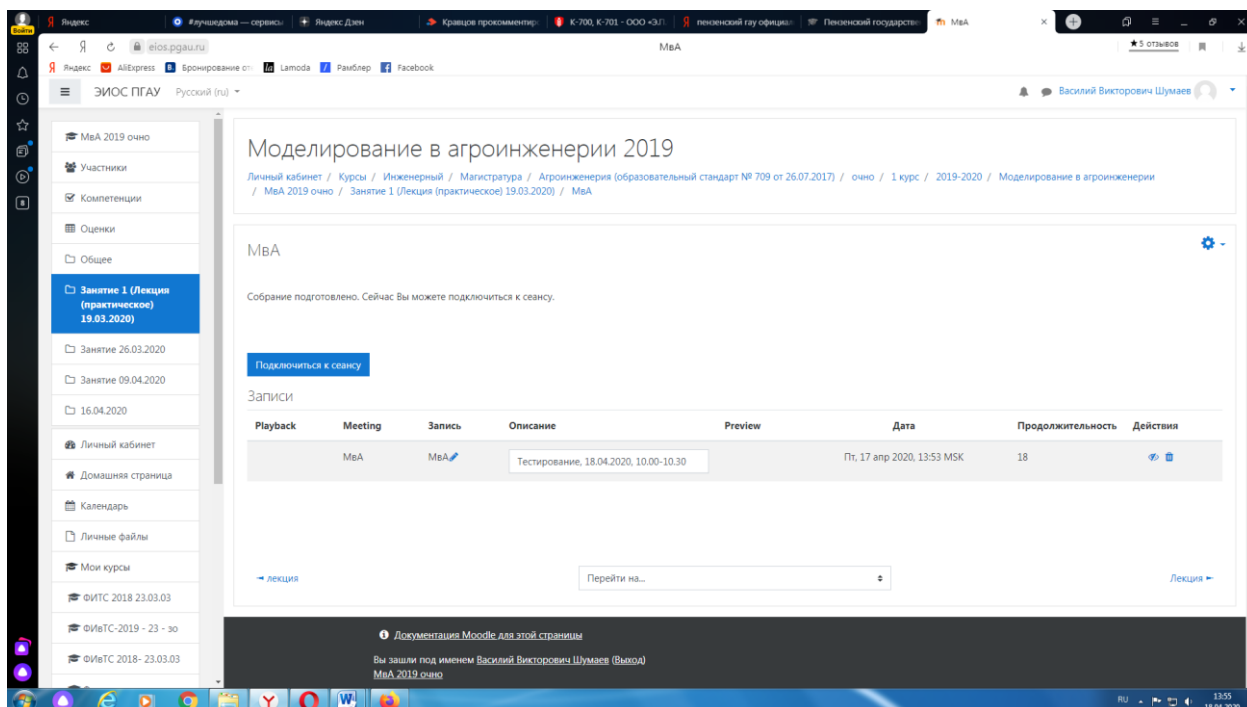 Войти
Яндекс
#лучшедома — сервисы
Яндекс Дзен
Кравцов прокомментир
К-700, К-701 - ООО «З.Г.
пензенский гау официал
Пензенский государстве
МвА
eios.pgau.ru
МвА
★5 отзывов
Яндекс AliExpress Бронирование от Lamoda Рамблер Facebook
ЭИОС ПГАУ Русский (ru)
Василий Викторович Шумаев
МвА 2019 очно
Участники
Компетенции
Оценки
Общее
Занятие 1 (Лекция
(практическое)
19.03.2020)
Занятие 26.03.2020
Занятие 09.04.2020
16.04.2020
Личный кабинет
Домашняя страница
Календарь
Личные файлы
Мои курсы
ФИТС 2018 23.03.03
ФИвТС-2019 - 23 - зо
ФИвТС 2018- 23.03.03
Моделирование в агроинженерии 2019
Личный кабинет / Курсы / Инженерный / Магистратура / Агроинженерия (образовательный стандарт № 709 от 26.07.2017) / очно / 1 курс / 2019-2020 / Моделирование в агроинженерии
/ МвА 2019 очно / Занятие 1 (Лекция (практическое) 19.03.2020) / МвА
МвА
Собрание подготовлено. Сейчас Вы можете подключиться к сеансу.
Подключиться к сеансу
Записи
Playback Meeting Запись Описание Preview Дата Продолжительность Действия
МвА МвА Тестирование, 18.04.2020, 10.00-10.30 Пт, 17 апр 2020, 13:53 MSK 18
◄ лекция
Перейти на...
Лекция ►
Документация Moodle для этой страницы
Вы зашли под именем Василий Викторович Шумаев (Выход)
МвА 2019 очно
RU
13:55
18.04.2020